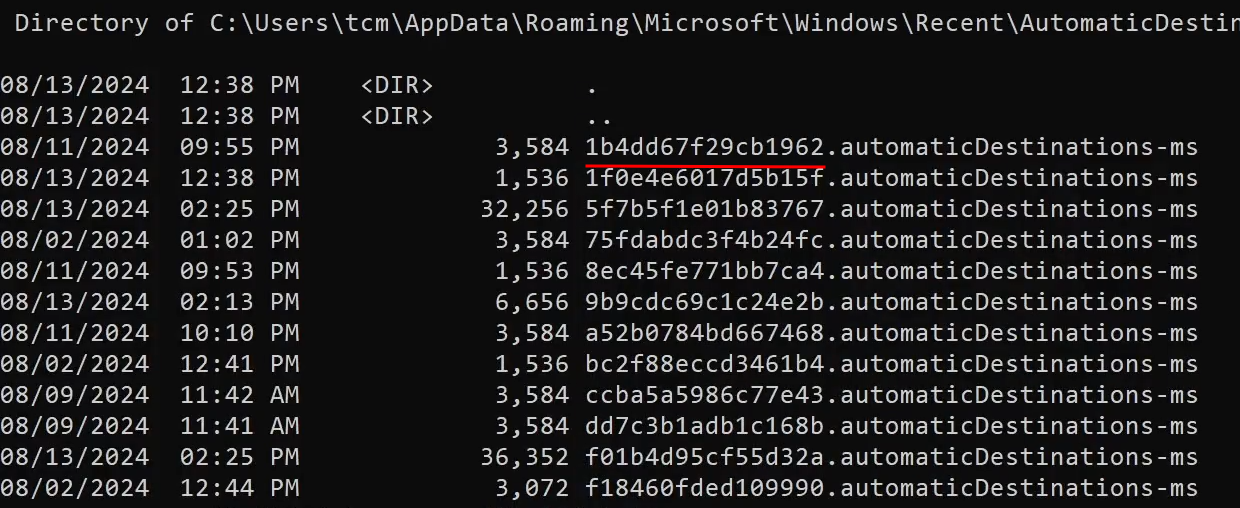 Directory of C:\Users\tcm\AppData\Roaming\Microsoft\Windows\Recent\AutomaticDestin
08/13/2024  12:38 PM    <DIR>          .
08/13/2024  12:38 PM    <DIR>          ..
08/11/2024  09:55 PM             3,584 1b4dd67f29cb1962.automaticDestinations-ms
08/13/2024  12:38 PM             1,536 1f0e4e6017d5b15f.automaticDestinations-ms
08/13/2024  02:25 PM            32,256 5f7b5f1e01b83767.automaticDestinations-ms
08/02/2024  01:02 PM             3,584 75fdabdc3f4b24fc.automaticDestinations-ms
08/11/2024  09:53 PM             1,536 8ec45fe771bb7ca4.automaticDestinations-ms
08/13/2024  02:13 PM             6,656 9b9cdc69c1c24e2b.automaticDestinations-ms
08/11/2024  10:10 PM             3,584 a52b0784bd667468.automaticDestinations-ms
08/02/2024  12:41 PM             1,536 bc2f88eccd3461b4.automaticDestinations-ms
08/09/2024  11:42 AM             3,584 ccba5a5986c77e43.automaticDestinations-ms
08/09/2024  11:41 AM             3,584 dd7c3b1adb1c168b.automaticDestinations-ms
08/13/2024  02:25 PM            36,352 f01b4d95cf55d32a.automaticDestinations-ms
08/02/2024  12:44 PM             3,072 f18460fded109990.automaticDestinations-ms